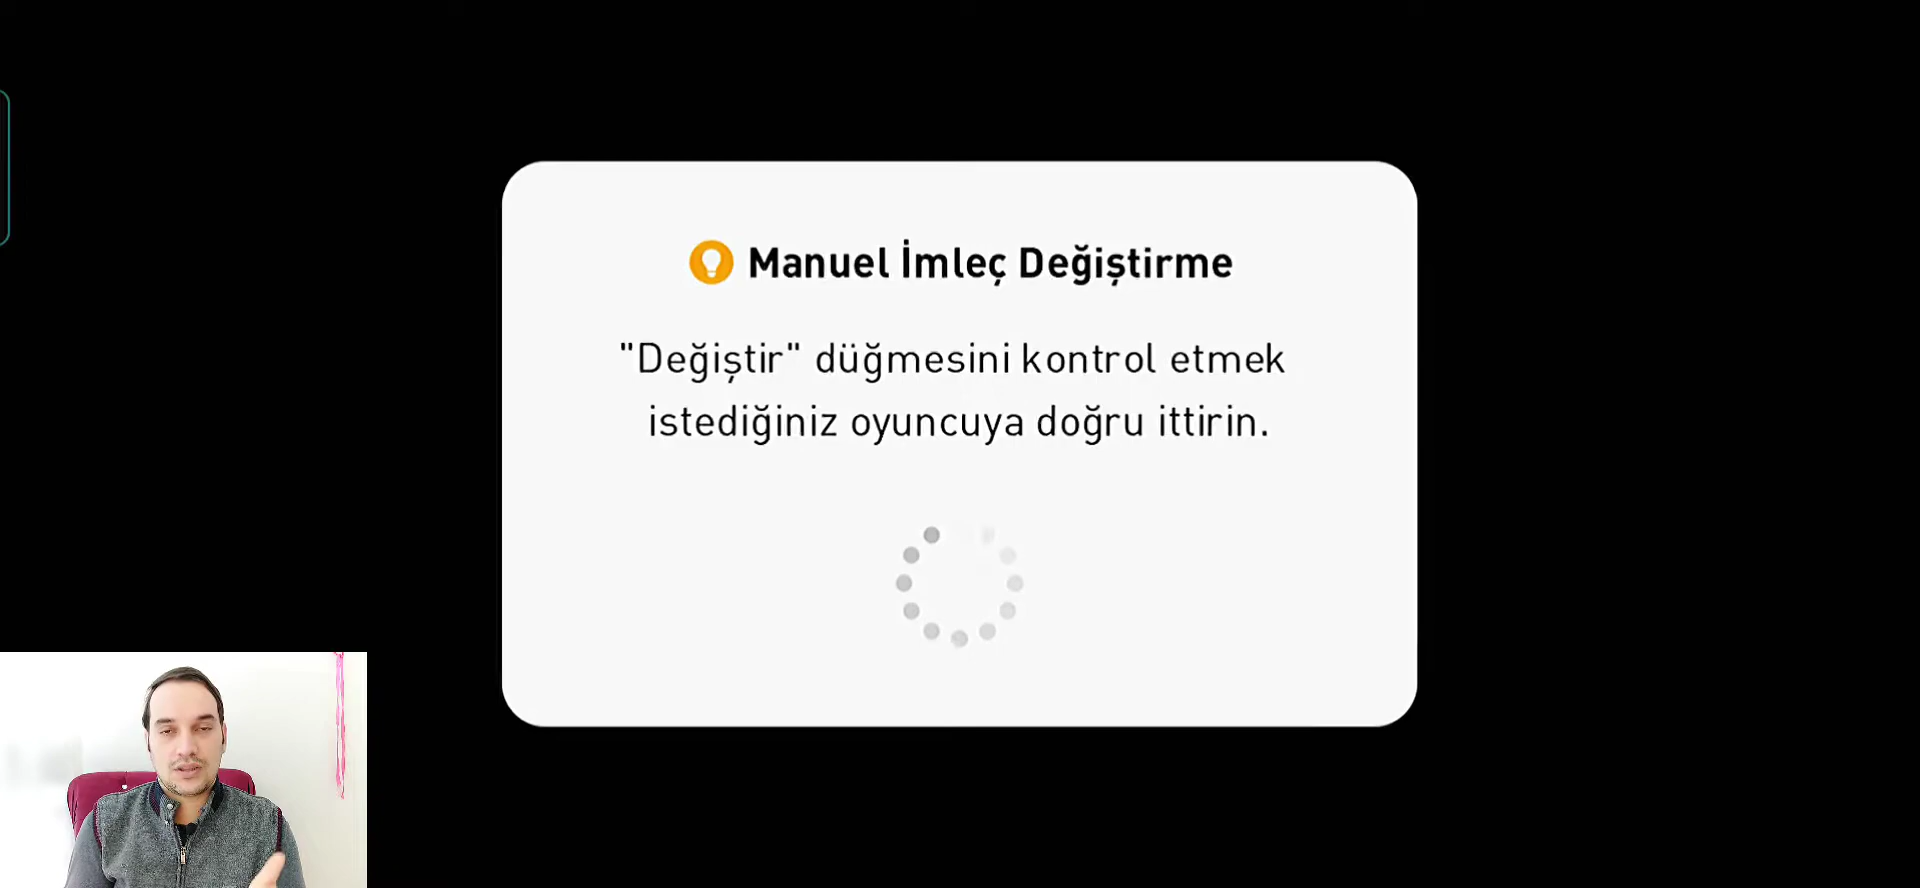 Manuel İmleç Değiştirme
"Değiştir" düğmesini kontrol etmek
istediğiniz oyuncuya doğru ittirin.